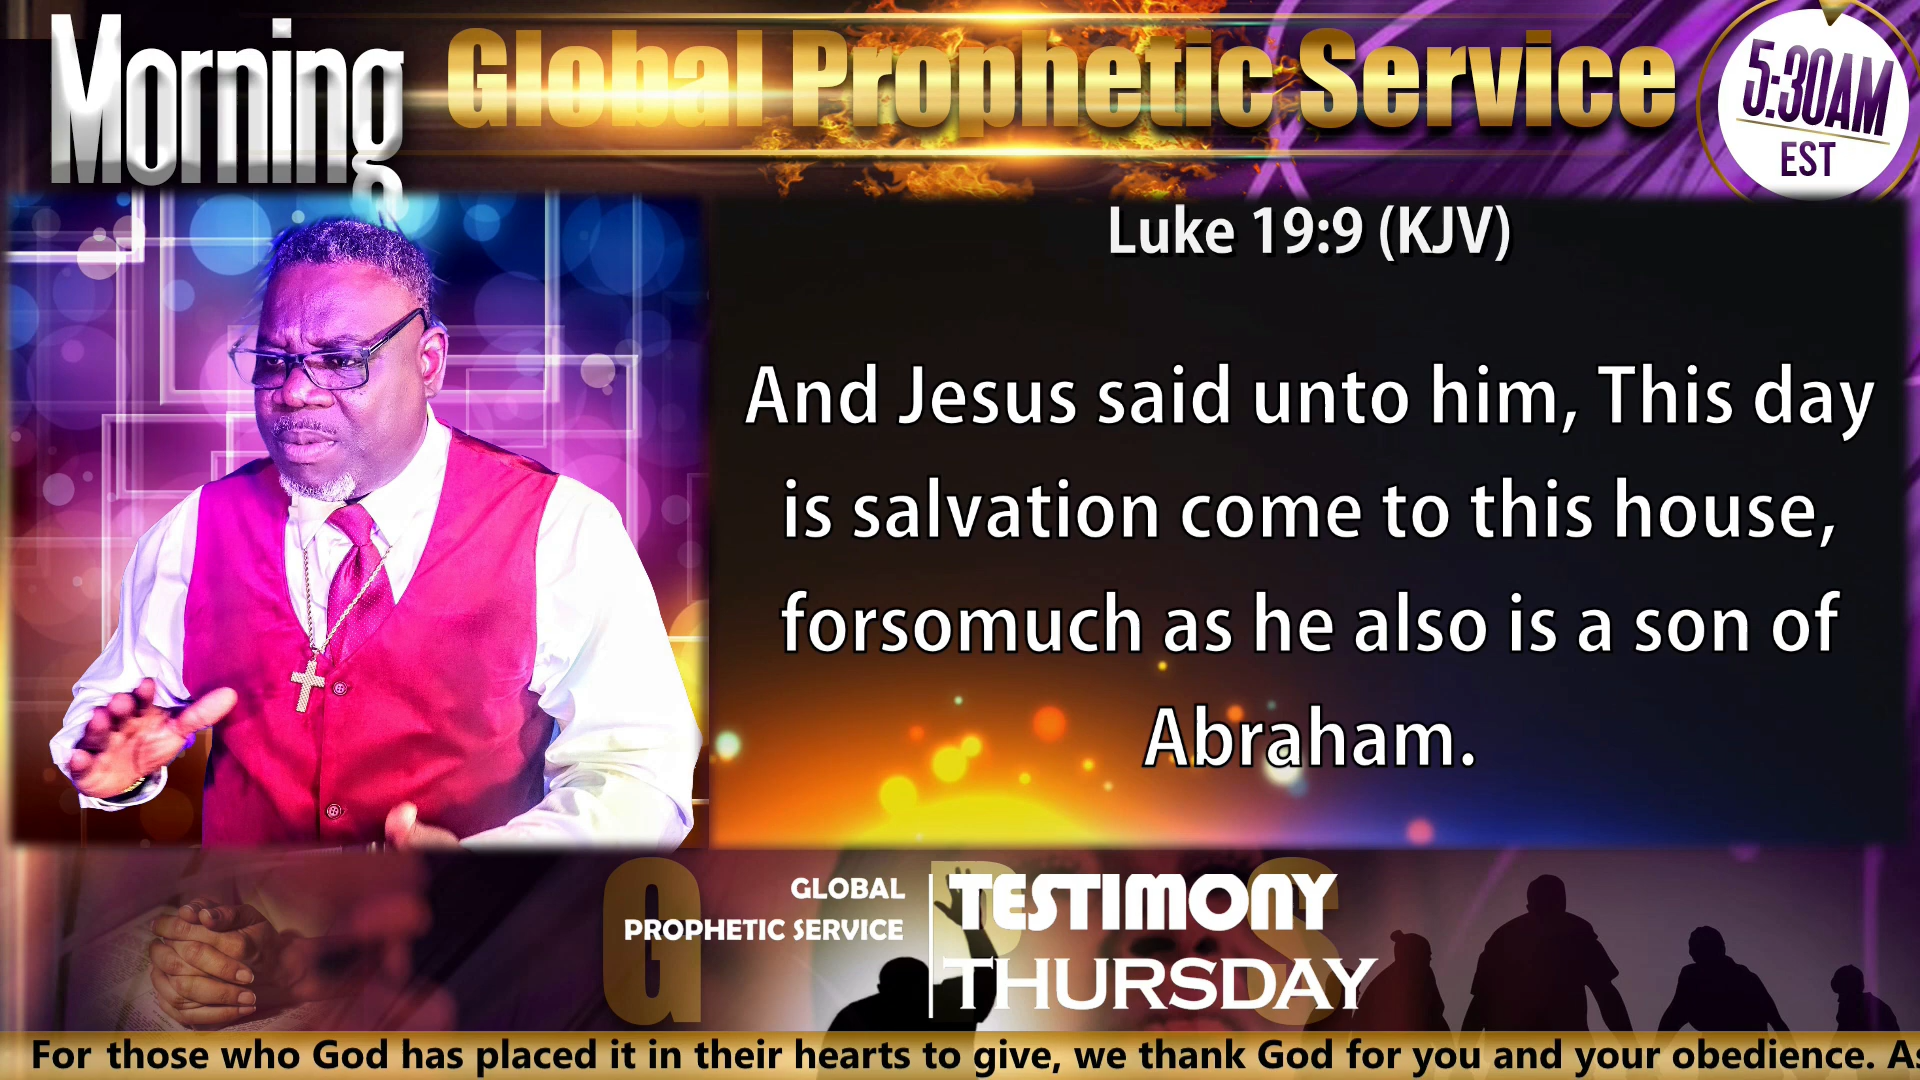 Morning
Global Prophetic Service
5:30AM
EST
Luke 19:9 (KJV)
And Jesus said unto him, This day
is salvation come to this house,
forsomuch as he also is a son of
Abraham.
GPS
GLOBAL
PROPHETIC SERVICE
TESTIMONY
THURSDAY
For those who God has placed it in their hearts to give, we thank God for you and your obedience. As